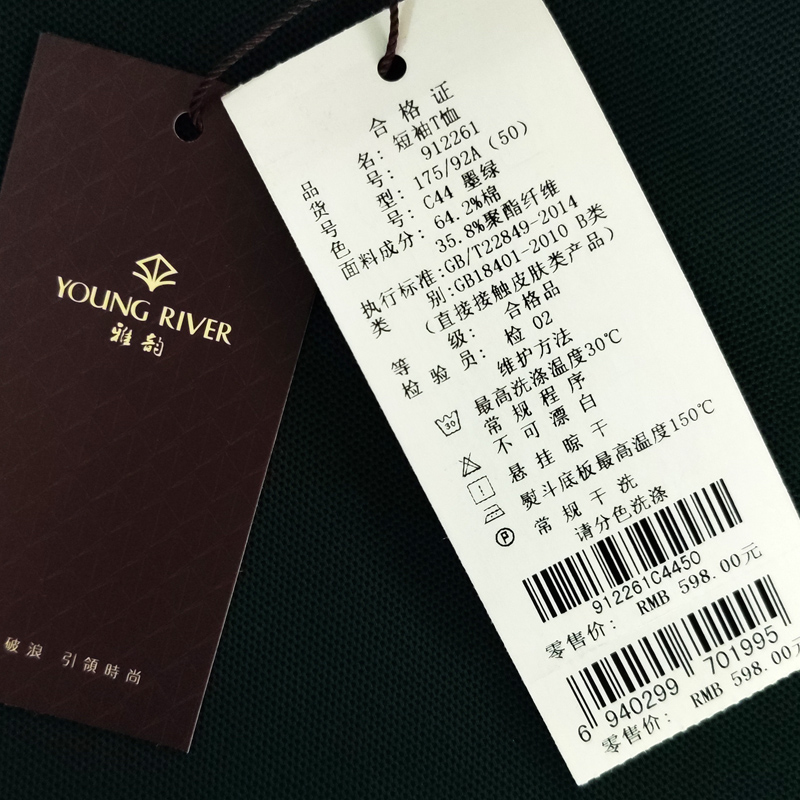 YOUNG RIVER
雅韵
破浪 引領時尚
合格证
品名：短袖T恤
货号：912261
号型：175/92A（50）
色号：C44 墨绿
面料成分：64.2%棉
35.8%聚酯纤维
执行标准：GB/T22849-2014
类别：GB18401-2010 B类
（直接接触皮肤类产品）
等级：合格品
检验员：检 02
维护方法
30
最高洗涤温度30℃
常规程序
不可漂白
悬挂晾干
熨斗底板最高温度150℃
P
常规干洗
请分色洗涤
912261C4450
零售价：RMB 598.00元
6 940299 701995
零售价：RMB 598.00元